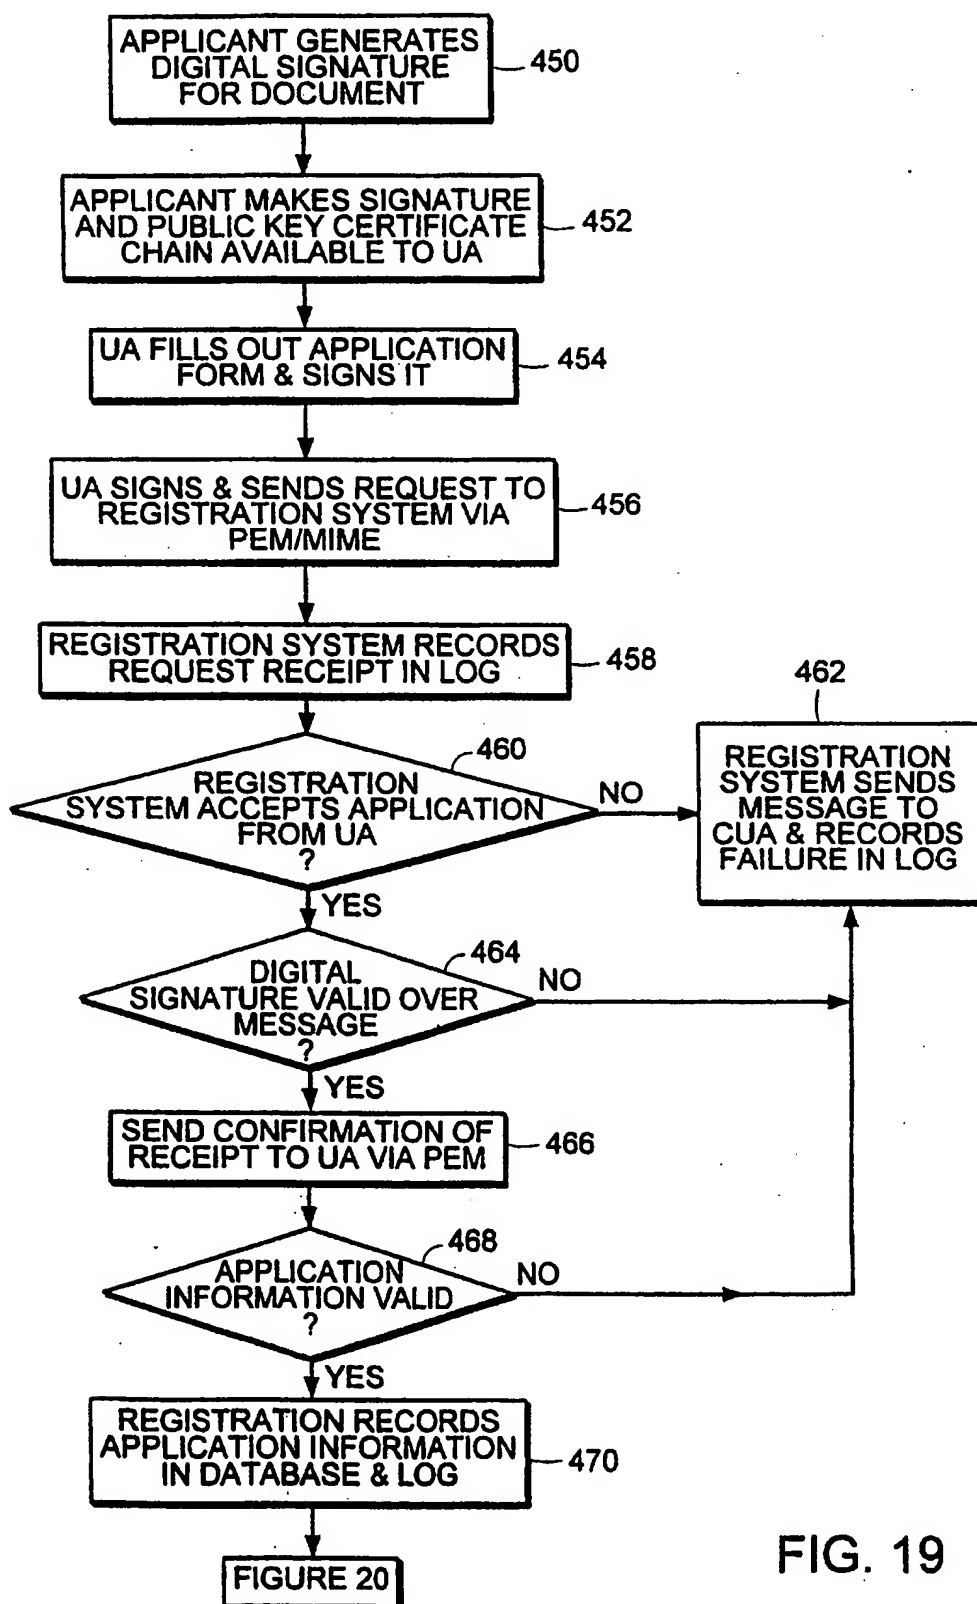 APPLICANT GENERATES
DIGITAL SIGNATURE
FOR DOCUMENT
450
APPLICANT MAKES SIGNATURE
AND PUBLIC KEY CERTIFICATE
CHAIN AVAILABLE TO UA
452
UA FILLS OUT APPLICATION
FORM & SIGNS IT
454
UA SIGNS & SENDS REQUEST TO
REGISTRATION SYSTEM VIA
PEM/MIME
456
REGISTRATION SYSTEM RECORDS
REQUEST RECEIPT IN LOG
458
460
REGISTRATION
SYSTEM ACCEPTS APPLICATION
FROM UA
?
NO
462
REGISTRATION
SYSTEM SENDS
MESSAGE TO
CUA & RECORDS
FAILURE IN LOG
YES
464
DIGITAL
SIGNATURE VALID OVER
MESSAGE
?
NO
YES
SEND CONFIRMATION OF
RECEIPT TO UA VIA PEM
466
468
APPLICATION
INFORMATION VALID
?
NO
YES
REGISTRATION RECORDS
APPLICATION INFORMATION
IN DATABASE & LOG
470
FIGURE 20
FIG. 19